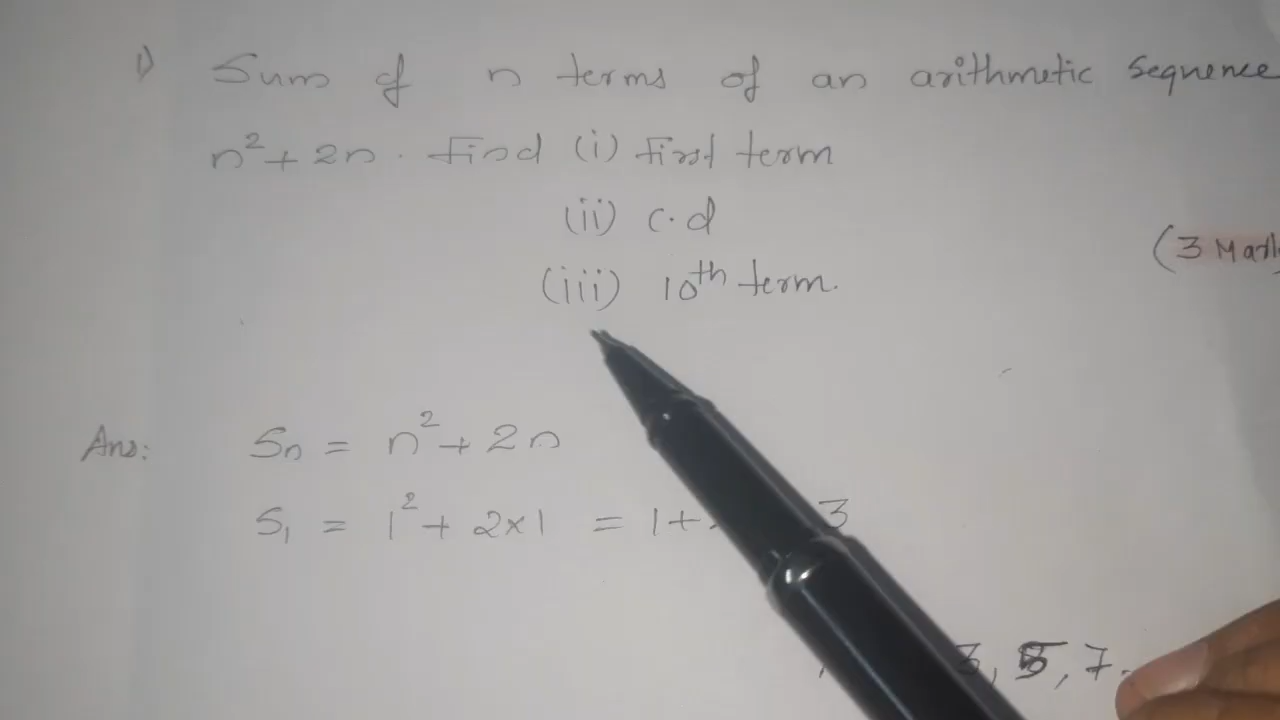 1) Sum of n terms of an arithmetic sequence
n² + 2n. Find (i) First term
(ii) c.d
(iii) 10th term.
(3 Mark
Ans: Sn = n² + 2n
S₁ = 1² + 2×1 = 1+ 3
3, 5, 7.